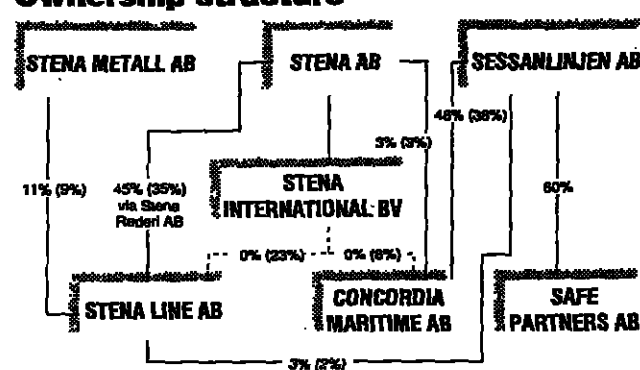 Ownership structure
STENA METALL AB
STENA AB
SESSANLINJEN AB
48% (38%)
3% (3%)
11% (9%)
45% (35%)
via Stena
Rederi AB
STENA
INTERNATIONAL BV
60%
0% (23%)
0% (6%)
STENA LINE AB
CONCORDIA
MARITIME AB
SAFE
PARTNERS AB
3% (2%)